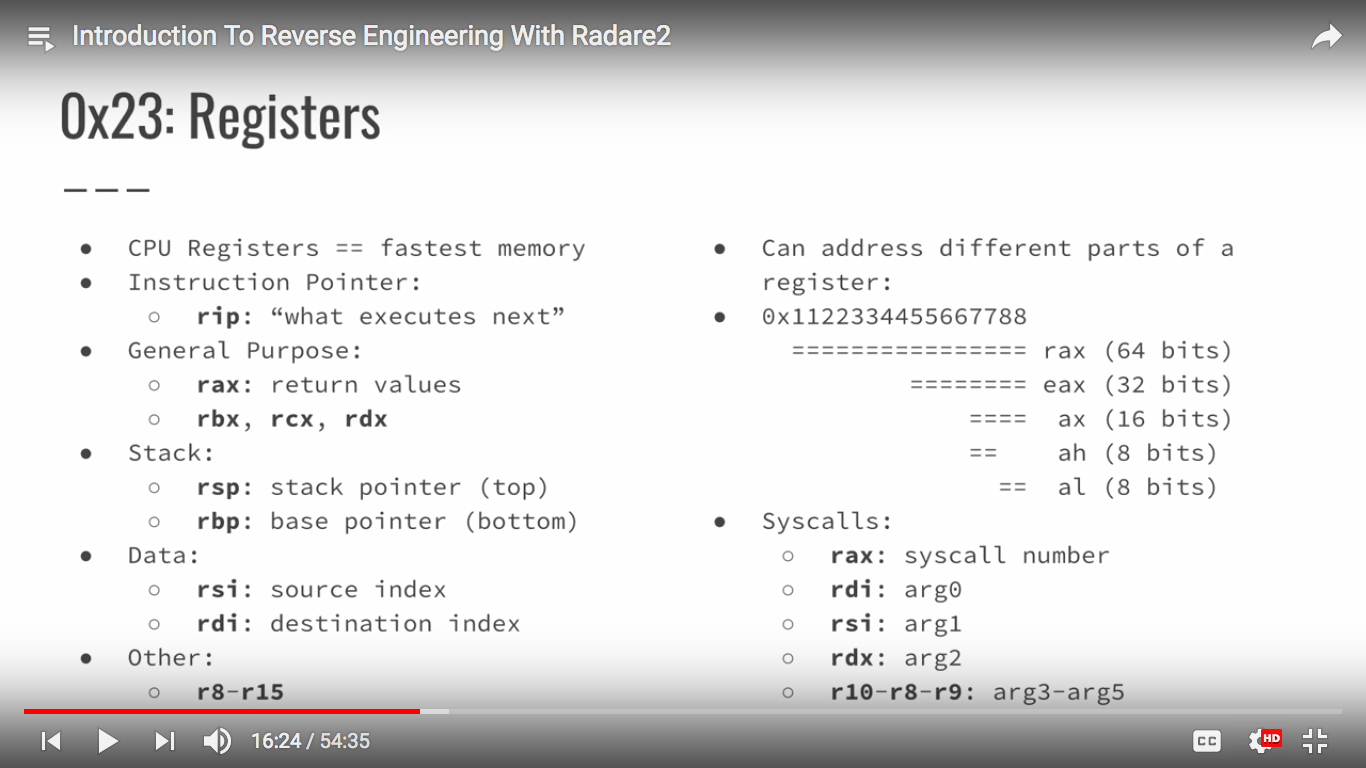 Introduction To Reverse Engineering With Radare2
0x23: Registers
———
● CPU Registers == fastest memory
● Instruction Pointer:
○ rip: “what executes next”
● General Purpose:
○ rax: return values
○ rbx, rcx, rdx
● Stack:
○ rsp: stack pointer (top)
○ rbp: base pointer (bottom)
● Data:
○ rsi: source index
○ rdi: destination index
● Other:
○ r8-r15
● Can address different parts of a
register:
● 0x1122334455667788
================ rax (64 bits)
======== eax (32 bits)
==== ax (16 bits)
== ah (8 bits)
== al (8 bits)
● Syscalls:
○ rax: syscall number
○ rdi: arg0
○ rsi: arg1
○ rdx: arg2
○ r10-r8-r9: arg3-arg5
16:24 / 54:35
CC
HD